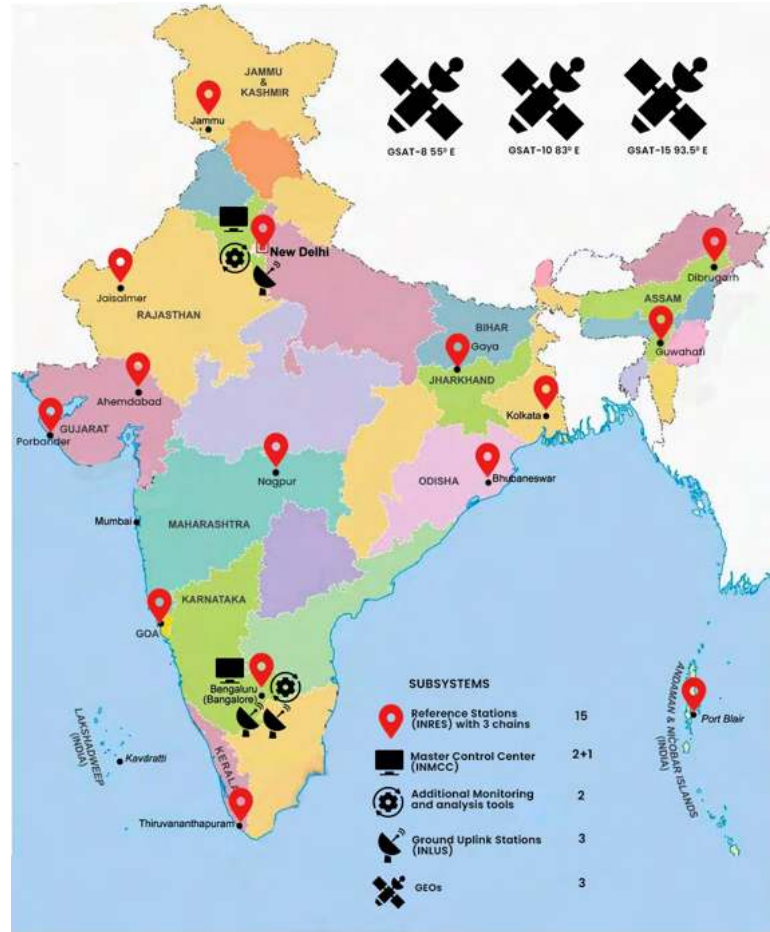 JAMMU
&
KASHMIR
Jammu
GSAT-8 55º E
GSAT-10 83º E
GSAT-15 93.5º E
New Delhi
Jaisalmer
RAJASTHAN
Dibrugarh
ASSAM
Guwahati
BIHAR
Gaya
JHARKHAND
Ahemdabad
Kolkata
GUJARAT
Porbander
Nagpur
ODISHA
Bhubaneswar
Mumbai
MAHARASHTRA
KARNATAKA
GOA
Bengaluru
(Bangalore)
LAKSHADWEEP
(INDIA)
Kavaratti
KERALA
Thiruvananthapuram
ANDAMAN & NICOBAR ISLANDS
(INDIA)
Port Blair
SUBSYSTEMS
Reference Stations 15
(INRES) with 3 chains
Master Control Center 2+1
(INMCC)
Additional Monitoring 2
and analysis tools
Ground Uplink Stations 3
(INLUS)
GEOs 3